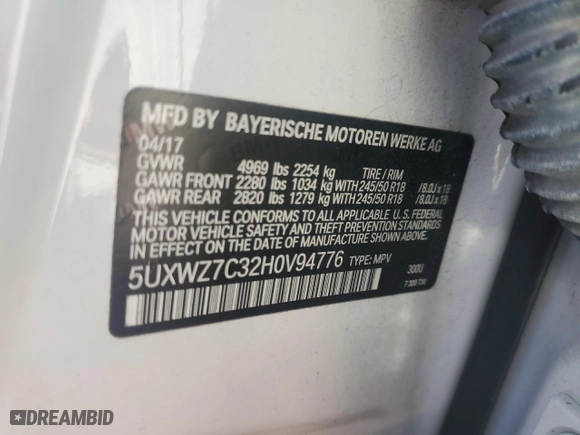 MFD BY BAYERISCHE MOTOREN WERKE AG
04/17
GVWR 4969 lbs 2254 kg TIRE / RIM
GAWR FRONT 2280 lbs 1034 kg WITH 245/50 R18 /8.0J x 18
GAWR REAR 2820 lbs 1279 kg WITH 245/50 R18 /8.0J x 18
THIS VEHICLE CONFORMS TO ALL APPLICABLE U.S. FEDERAL
MOTOR VEHICLE SAFETY AND THEFT PREVENTION STANDARDS
IN EFFECT ON THE DATE OF MANUFACTURE SHOWN ABOVE.
5UXWZ7C32H0V94776 TYPE: MPV 300U
DREAMBID